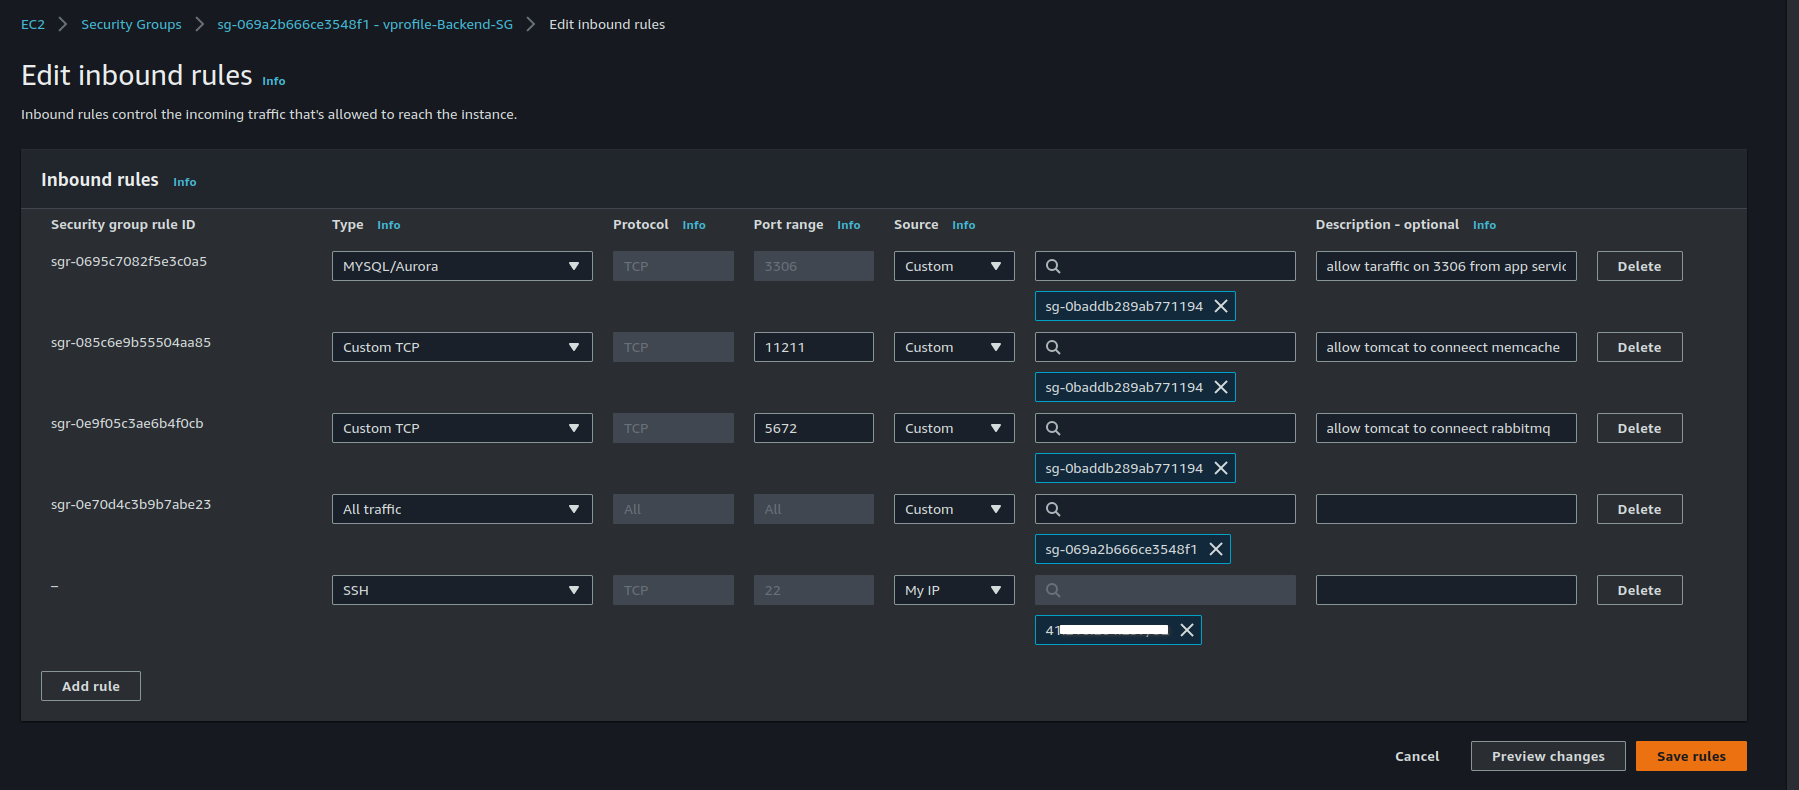 EC2 > Security Groups > sg-069a2b666ce3548f1 - vprofile-Backend-SG > Edit inbound rules
Edit inbound rules Info
Inbound rules control the incoming traffic that's allowed to reach the instance.
Inbound rules Info
Security group rule ID Type Info Protocol Info Port range Info Source Info Description - optional Info
sgr-0695c7082f5e3c0a5 MYSQL/Aurora TCP 3306 Custom allow taraffic on 3306 from app servic Delete
sg-0baddb289ab771194
sgr-085c6e9b55504aa85 Custom TCP TCP 11211 Custom allow tomcat to conneect memcache Delete
sg-0baddb289ab771194
sgr-0e9f05c3ae6b4f0cb Custom TCP TCP 5672 Custom allow tomcat to conneect rabbitmq Delete
sg-0baddb289ab771194
sgr-0e70d4c3b9b7abe23 All traffic All All Custom Delete
sg-069a2b666ce3548f1
– SSH TCP 22 My IP Delete
41
Add rule
Cancel Preview changes Save rules